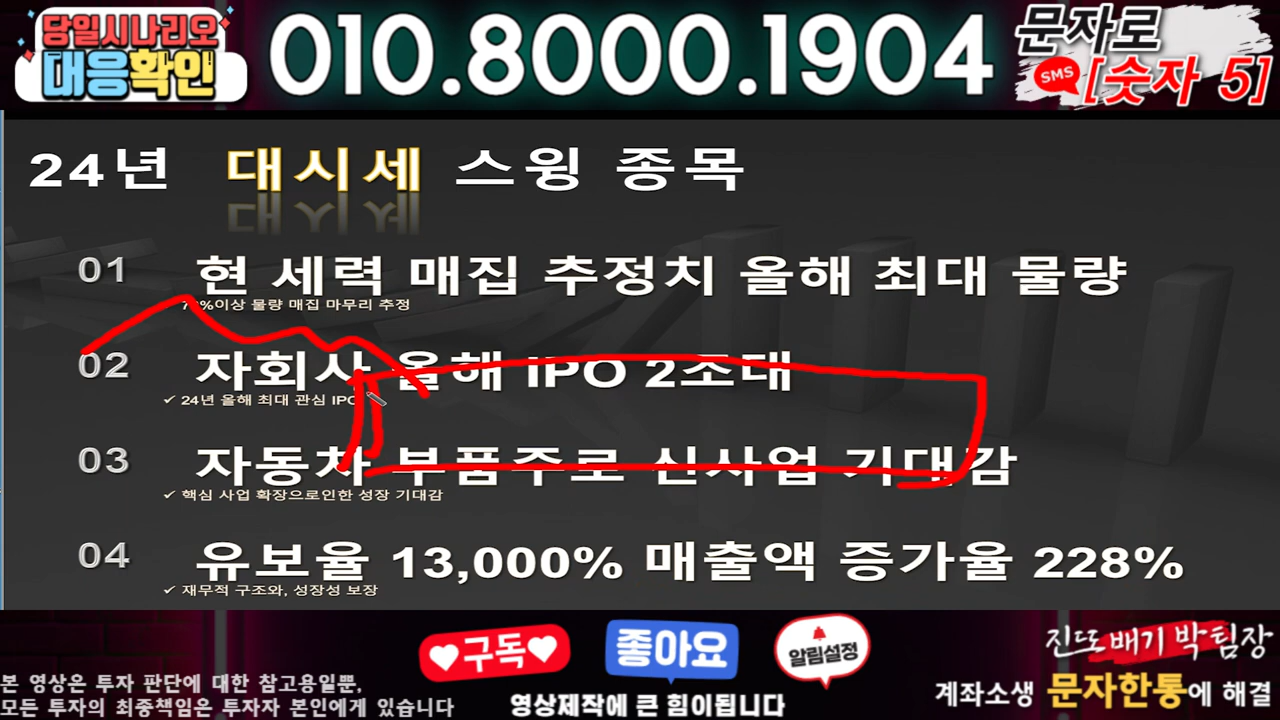 당일시나리오
대응확인
010.8000.1904
문자로
SMS
[숫자 5]
24년 대시세 스윙 종목
01 현 세력 매집 추정치 올해 최대 물량
%이상 물량 매집 마무리 추정
02 자회사 올해 IPO 2조대
✓ 24년 올해 최대 관심 IPO
03 자동차 부품주로 신사업 기대감
✓ 핵심 사업 확장으로인한 성장 기대감
04 유보율 13,000% 매출액 증가율 228%
✓ 재무적 구조와, 성장성 보장
구독
좋아요
알림설정
영상제작에 큰 힘이됩니다
본 영상은 투자 판단에 대한 참고용일뿐,
모든 투자의 최종책임은 투자자 본인에게 있습니다
진또배기 박팀장
계좌소생 문자한통에 해결